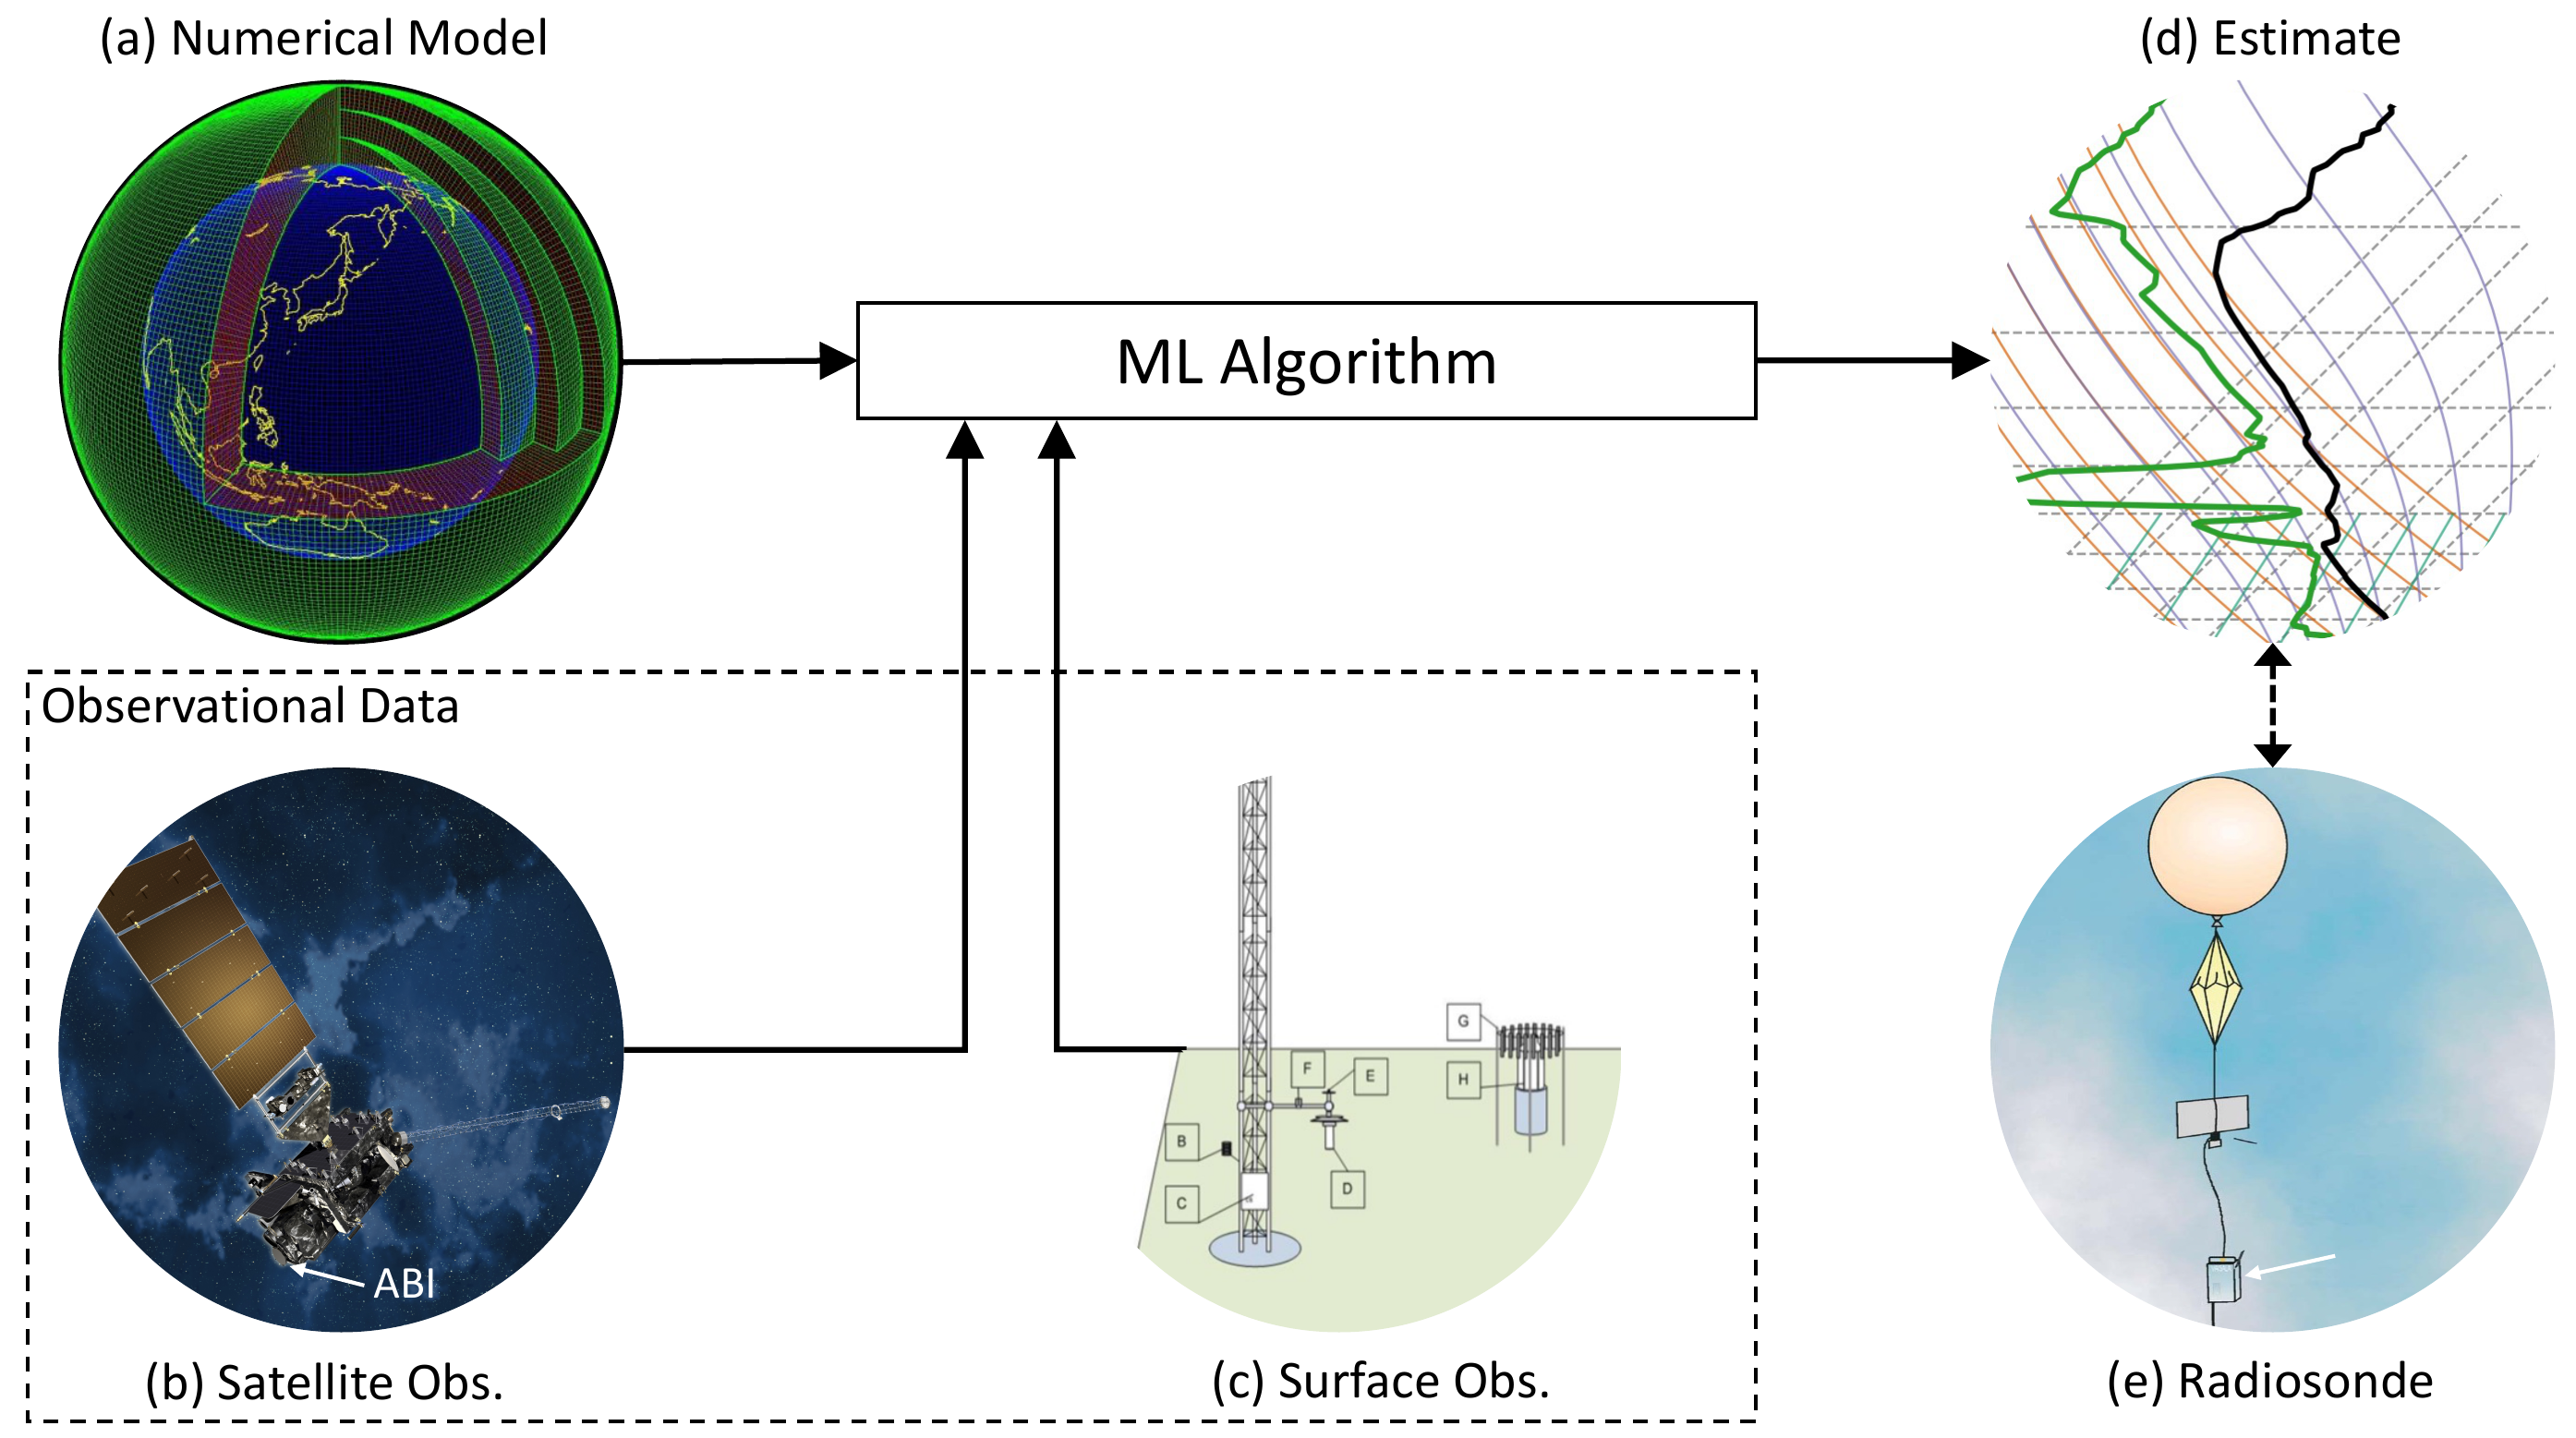 (a) Numerical Model
(d) Estimate
ML Algorithm
Observational Data
G
F
E
H
B
D
C
ABI
(b) Satellite Obs.
(c) Surface Obs.
(e) Radiosonde